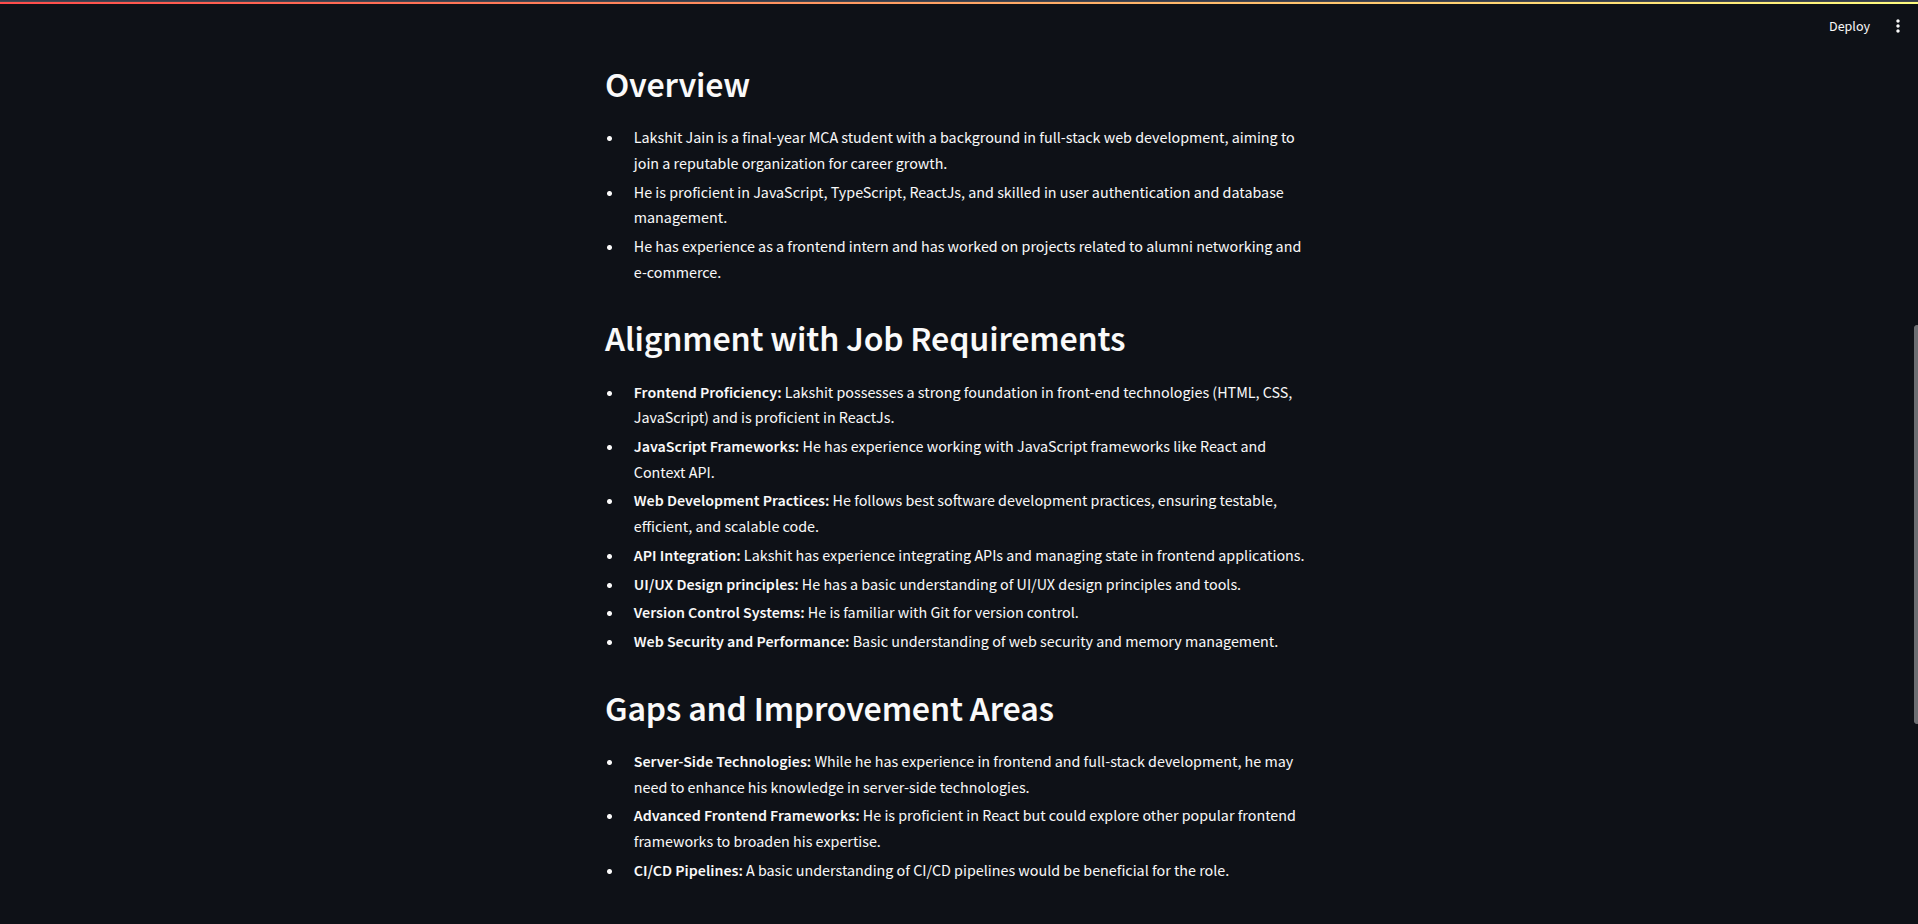 Deploy
Overview
Lakshit Jain is a final-year MCA student with a background in full-stack web development, aiming to
join a reputable organization for career growth.
He is proficient in JavaScript, TypeScript, ReactJs, and skilled in user authentication and database
management.
He has experience as a frontend intern and has worked on projects related to alumni networking and
e-commerce.
Alignment with Job Requirements
Frontend Proficiency: Lakshit possesses a strong foundation in front-end technologies (HTML, CSS,
JavaScript) and is proficient in ReactJs.
JavaScript Frameworks: He has experience working with JavaScript frameworks like React and
Context API.
Web Development Practices: He follows best software development practices, ensuring testable,
efficient, and scalable code.
API Integration: Lakshit has experience integrating APIs and managing state in frontend applications.
UI/UX Design principles: He has a basic understanding of UI/UX design principles and tools.
Version Control Systems: He is familiar with Git for version control.
Web Security and Performance: Basic understanding of web security and memory management.
Gaps and Improvement Areas
Server-Side Technologies: While he has experience in frontend and full-stack development, he may
need to enhance his knowledge in server-side technologies.
Advanced Frontend Frameworks: He is proficient in React but could explore other popular frontend
frameworks to broaden his expertise.
CI/CD Pipelines: A basic understanding of CI/CD pipelines would be beneficial for the role.